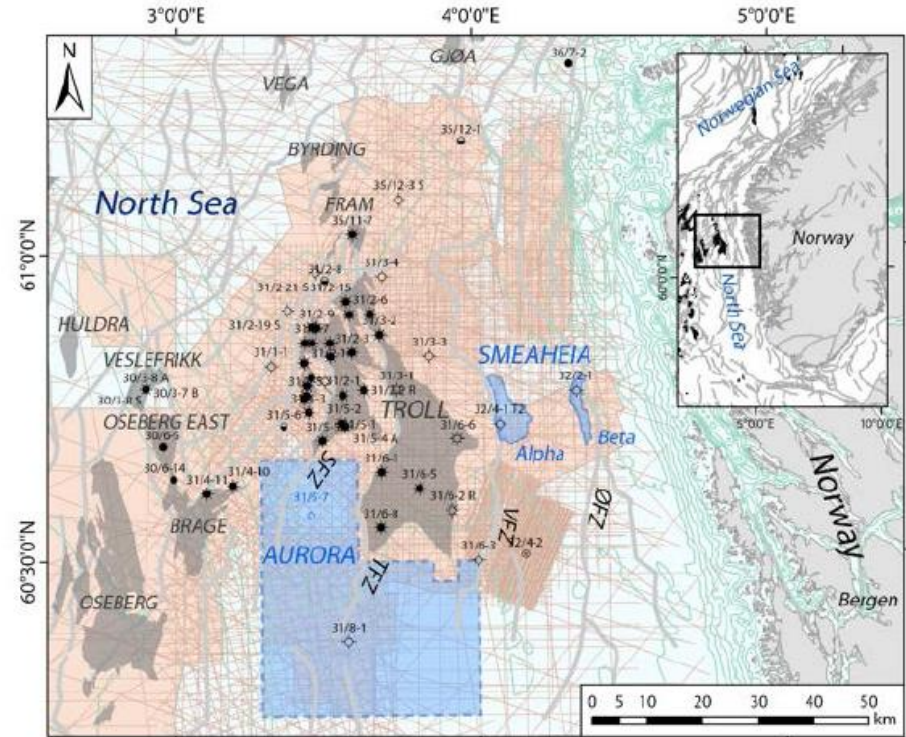 3°0'0"E
4°0'0"E
5°0'0"E
N
GJØA
36/7-2
VEGA
Norwegian Sea
35/12-1
BYRDING
35/12-3 S
North Sea
FRAM
35/11-7
Norway
61°0'0"N
31/2-8
31/3-4
60°0'0"N
North Sea
31/2-21 S
31/2-15
31/2-6
HULDRA
31/2-19 S
31/2-9
31/3-3
VESLEFRIKK
31/1-1
SMEAHEIA
30/3-8 A
30/3-7 B
31/3-1
31/2-1
32/2-1
5°0'0"E
10°0'0"E
OSEBERG EAST
31/5-2
TROLL
32/4-1 T2
31/5-6
31/5-4 A
31/6-6
Alpha
Beta
30/6-5
SFZ
31/6-1
30/6-14
31/4-11
31/4-10
31/6-5
31/6-2 R
Norway
BRAGE
31/5-7
31/6-8
VFZ
ØFZ
AURORA
TFZ
31/6-3
32/4-2
60°30'0"N
OSEBERG
Bergen
31/8-1
0 5 10 20 30 40 50
km